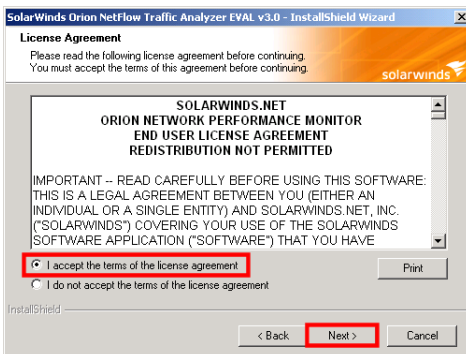 SolarWinds Orion NetFlow Traffic Analyzer EVAL v3.0 - InstallShield Wizard
License Agreement
Please read the following license agreement before continuing.
You must accept the terms of this agreement before continuing.
solarwinds
SOLARWINDS.NET
ORION NETWORK PERFORMANCE MONITOR
END USER LICENSE AGREEMENT
REDISTRIBUTION NOT PERMITTED
IMPORTANT -- READ CAREFULLY BEFORE USING THIS SOFTWARE:
THIS IS A LEGAL AGREEMENT BETWEEN YOU (EITHER AN
INDIVIDUAL OR A SINGLE ENTITY) AND SOLARWINDS.NET, INC.
("SOLARWINDS") COVERING YOUR USE OF THE SOLARWINDS
SOFTWARE APPLICATION ("SOFTWARE") THAT YOU HAVE
I accept the terms of the license agreement
Print
I do not accept the terms of the license agreement
InstallShield
< Back
Next >
Cancel